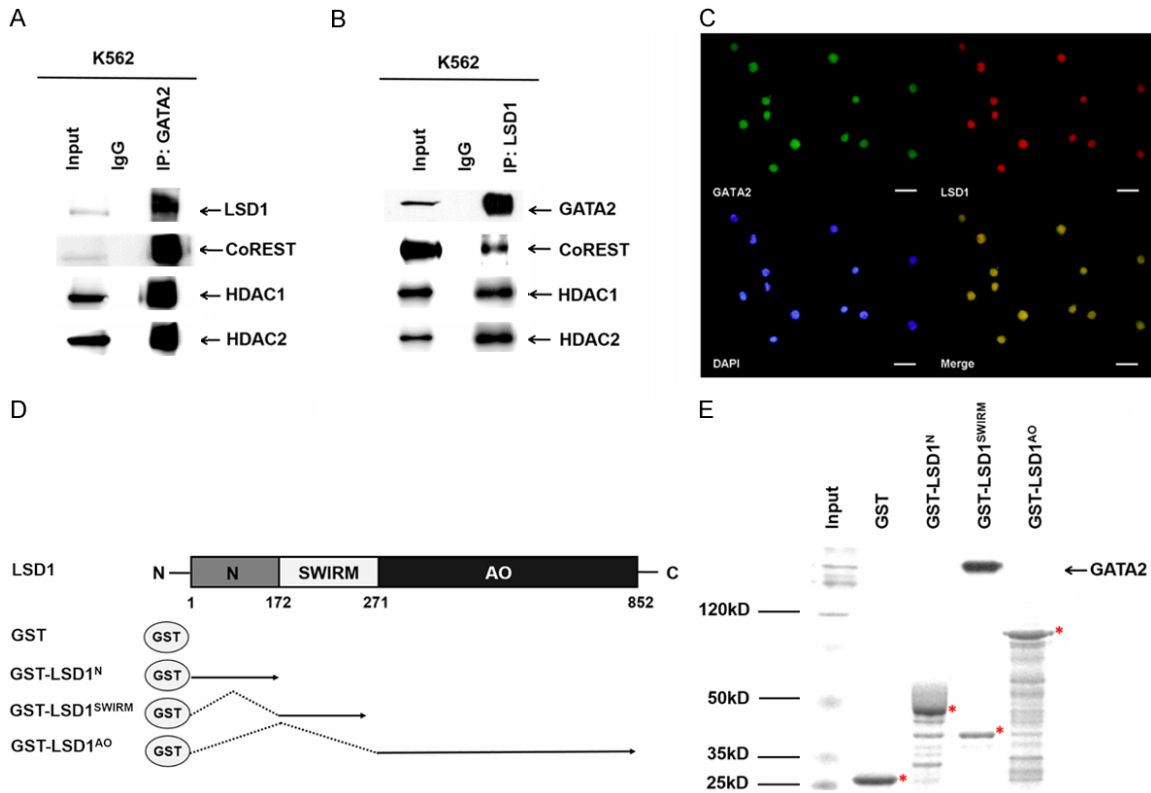 A
K562
Input
IgG
IP: GATA2
LSD1
CoREST
HDAC1
HDAC2
B
K562
Input
IgG
IP: LSD1
GATA2
CoREST
HDAC1
HDAC2
C
GATA2
LSD1
DAPI
Merge
D
LSD1
N
N
SWIRM
AO
C
1
172
271
852
GST
GST
GST-LSD1ᴺ
GST
GST-LSD1ˢᵂᴵᴿᴹ
GST
GST-LSD1ᴬᴼ
GST
E
Input
GST
GST-LSD1ᴺ
GST-LSD1ˢᵂᴵᴿᴹ
GST-LSD1ᴬᴼ
GATA2
120kD
*
50kD
*
*
35kD
25kD
*